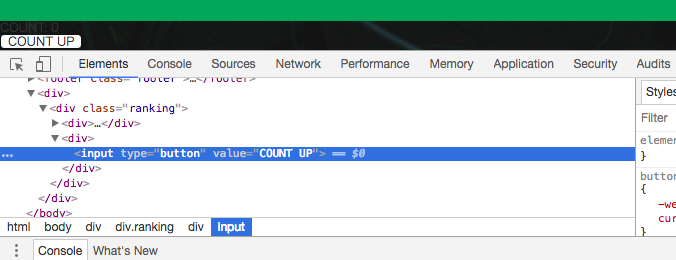 COUNT: 0
COUNT UP
Elements Console Sources Network Performance Memory Application Security Audits
▶<footer class="footer">…</footer>
▼<div>
▼<div class="ranking">
▶<div>…</div>
▼<div>
… <input type="button" value="COUNT UP"> == $0
</div>
</div>
</div>
</body>
Styles
Filter
elemen
}
button
{
-we
cur
}
html body div div.ranking div input
⋮ Console What's New